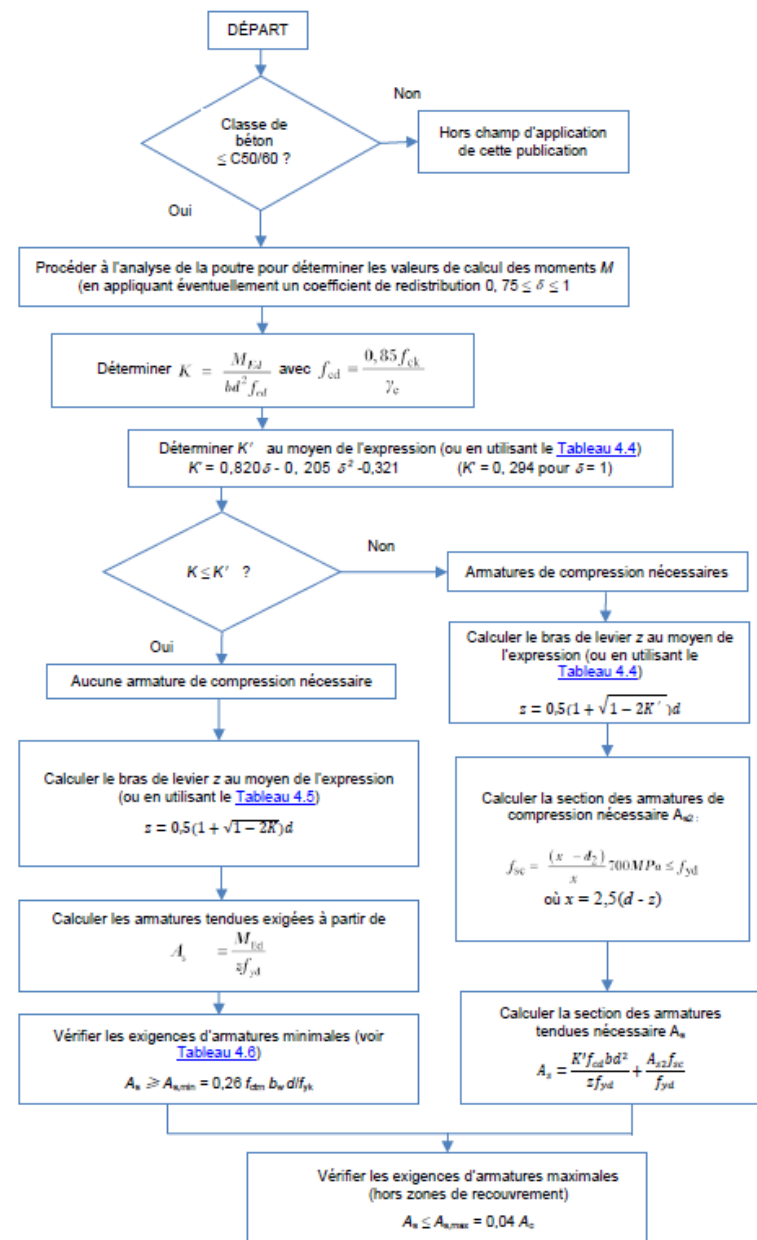 DÉPART
Classe de
béton
≤ C50/60 ?
Non
Hors champ d'application
de cette publication
Oui
Procéder à l'analyse de la poutre pour déterminer les valeurs de calcul des moments M
(en appliquant éventuellement un coefficient de redistribution 0, 75 ≤ δ ≤ 1
Déterminer K = M_Ed / bd² f_cd avec f_cd = 0,85 f_ck / γ_c
Déterminer K' au moyen de l'expression (ou en utilisant le Tableau 4.4)
K' = 0,820δ - 0, 205 δ² -0,321 (K' = 0, 294 pour δ = 1)
K ≤ K' ?
Non
Armatures de compression nécessaires
Oui
Aucune armature de compression nécessaire
Calculer le bras de levier z au moyen de
l'expression (ou en utilisant le
Tableau 4.4)
z = 0,5(1 + √1 − 2K′ )d
Calculer le bras de levier z au moyen de l'expression
(ou en utilisant le Tableau 4.5)
z = 0,5(1 + √1 − 2K)d
Calculer la section des armatures de
compression nécessaire A_s2 :
f_sc = (x − d_2) / x 700MPa ≤ f_yd
où x = 2,5(d - z)
Calculer les armatures tendues exigées à partir de
A_s = M_Ed / z f_yd
Calculer la section des armatures
tendues nécessaire A_s
A_s = K′f_cd bd² / z f_yd + A_s2 f_sc / f_yd
Vérifier les exigences d'armatures minimales (voir
Tableau 4.6)
A_s ⩾ A_s,min = 0,26 f_ctm b_w d/f_yk
Vérifier les exigences d'armatures maximales
(hors zones de recouvrement)
A_s ≤ A_s,max = 0,04 A_c